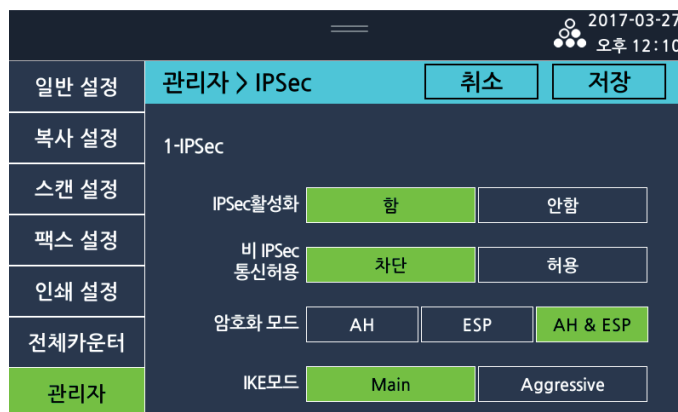 2017-03-27
오후 12:10
일반 설정
복사 설정
스캔 설정
팩스 설정
인쇄 설정
전체카운터
관리자
관리자 > IPSec
취소
저장
1-IPSec
IPSec활성화
함
안함
비 IPSec
통신허용
차단
허용
암호화 모드
AH
ESP
AH & ESP
IKE모드
Main
Aggressive